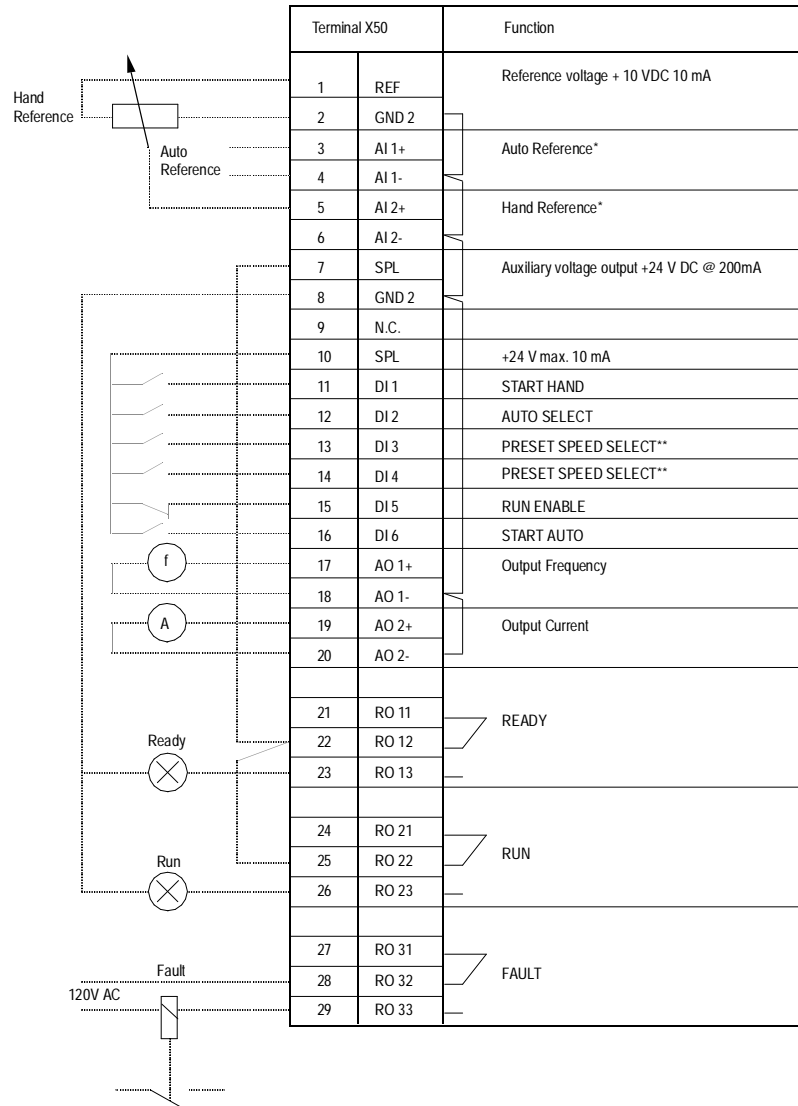 Terminal X50 Function
1 REF Reference voltage + 10 VDC 10 mA
Hand
Reference
2 GND 2
3 AI 1+ Auto Reference*
Auto
Reference
4 AI 1-
5 AI 2+ Hand Reference*
6 AI 2-
7 SPL Auxiliary voltage output +24 V DC @ 200mA
8 GND 2
9 N.C.
10 SPL +24 V max. 10 mA
11 DI 1 START HAND
12 DI 2 AUTO SELECT
13 DI 3 PRESET SPEED SELECT**
14 DI 4 PRESET SPEED SELECT**
15 DI 5 RUN ENABLE
16 DI 6 START AUTO
f 17 AO 1+ Output Frequency
18 AO 1-
A 19 AO 2+ Output Current
20 AO 2-
21 RO 11 READY
Ready 22 RO 12
23 RO 13
24 RO 21 RUN
Run 25 RO 22
26 RO 23
27 RO 31 FAULT
Fault 28 RO 32
120V AC 29 RO 33